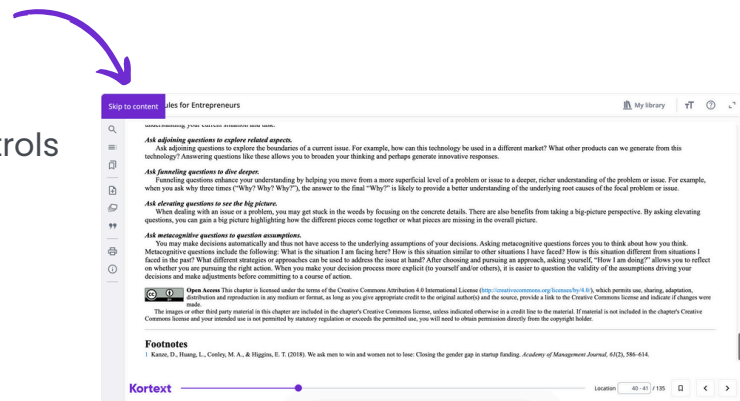 trols
Skip to content
ules for Entrepreneurs
My library
understanding your current situation and task.
Ask adjoining questions to explore related aspects.
Ask adjoining questions to explore the boundaries of a current issue. For example, how can this technology be used in a different market? What other products can we generate from this
technology? Answering questions like these allows you to broaden your thinking and perhaps generate innovative responses.
Ask funneling questions to dive deeper.
Funneling questions enhance your understanding by helping you move from a more superficial level of a problem or issue to a deeper, richer understanding of the problem or issue. For example,
when you ask why three times ("Why? Why? Why?"), the answer to the final "Why?" is likely to provide a better understanding of the underlying root causes of the focal problem or issue.
Ask elevating questions to see the big picture.
When dealing with an issue or a problem, you may get stuck in the weeds by focusing on the concrete details. There are also benefits from taking a big-picture perspective. By asking elevating
questions, you can gain a big picture highlighting how the different pieces come together or what pieces are missing in the overall picture.
Ask metacognitive questions to question assumptions.
You may make decisions automatically and thus not have access to the underlying assumptions of your decisions. Asking metacognitive questions forces you to think about how you think.
Metacognitive questions include the following: What is the situation I am facing here? How is this situation similar to other situations I have faced? How is this situation different from situations I
faced in the past? What different strategies or approaches can be used to address the issue at hand? After choosing and pursuing an approach, asking yourself, "How am I doing?" allows you to reflect
on whether you are pursuing the right action. When you make your decision process more explicit (to yourself and/or others), it is easier to question the validity of the assumptions driving your
decisions and make adjustments before committing to a course of action.
Open Access This chapter is licensed under the terms of the Creative Commons Attribution 4.0 International License (http://creativecommons.org/licenses/by/4.0/), which permits use, sharing, adaptation,
distribution and reproduction in any medium or format, as long as you give appropriate credit to the original author(s) and the source, provide a link to the Creative Commons license and indicate if changes were
made.
The images or other third party material in this chapter are included in the chapter's Creative Commons license, unless indicated otherwise in a credit line to the material. If material is not included in the chapter's Creative
Commons license and your intended use is not permitted by statutory regulation or exceeds the permitted use, you will need to obtain permission directly from the copyright holder.
Footnotes
1 Kanze, D., Huang, L., Conley, M. A., & Higgins, E. T. (2018). We ask men to win and women not to lose: Closing the gender gap in startup funding. Academy of Management Journal, 61(2), 586–614.
Kortext
Location 40 - 41 / 135